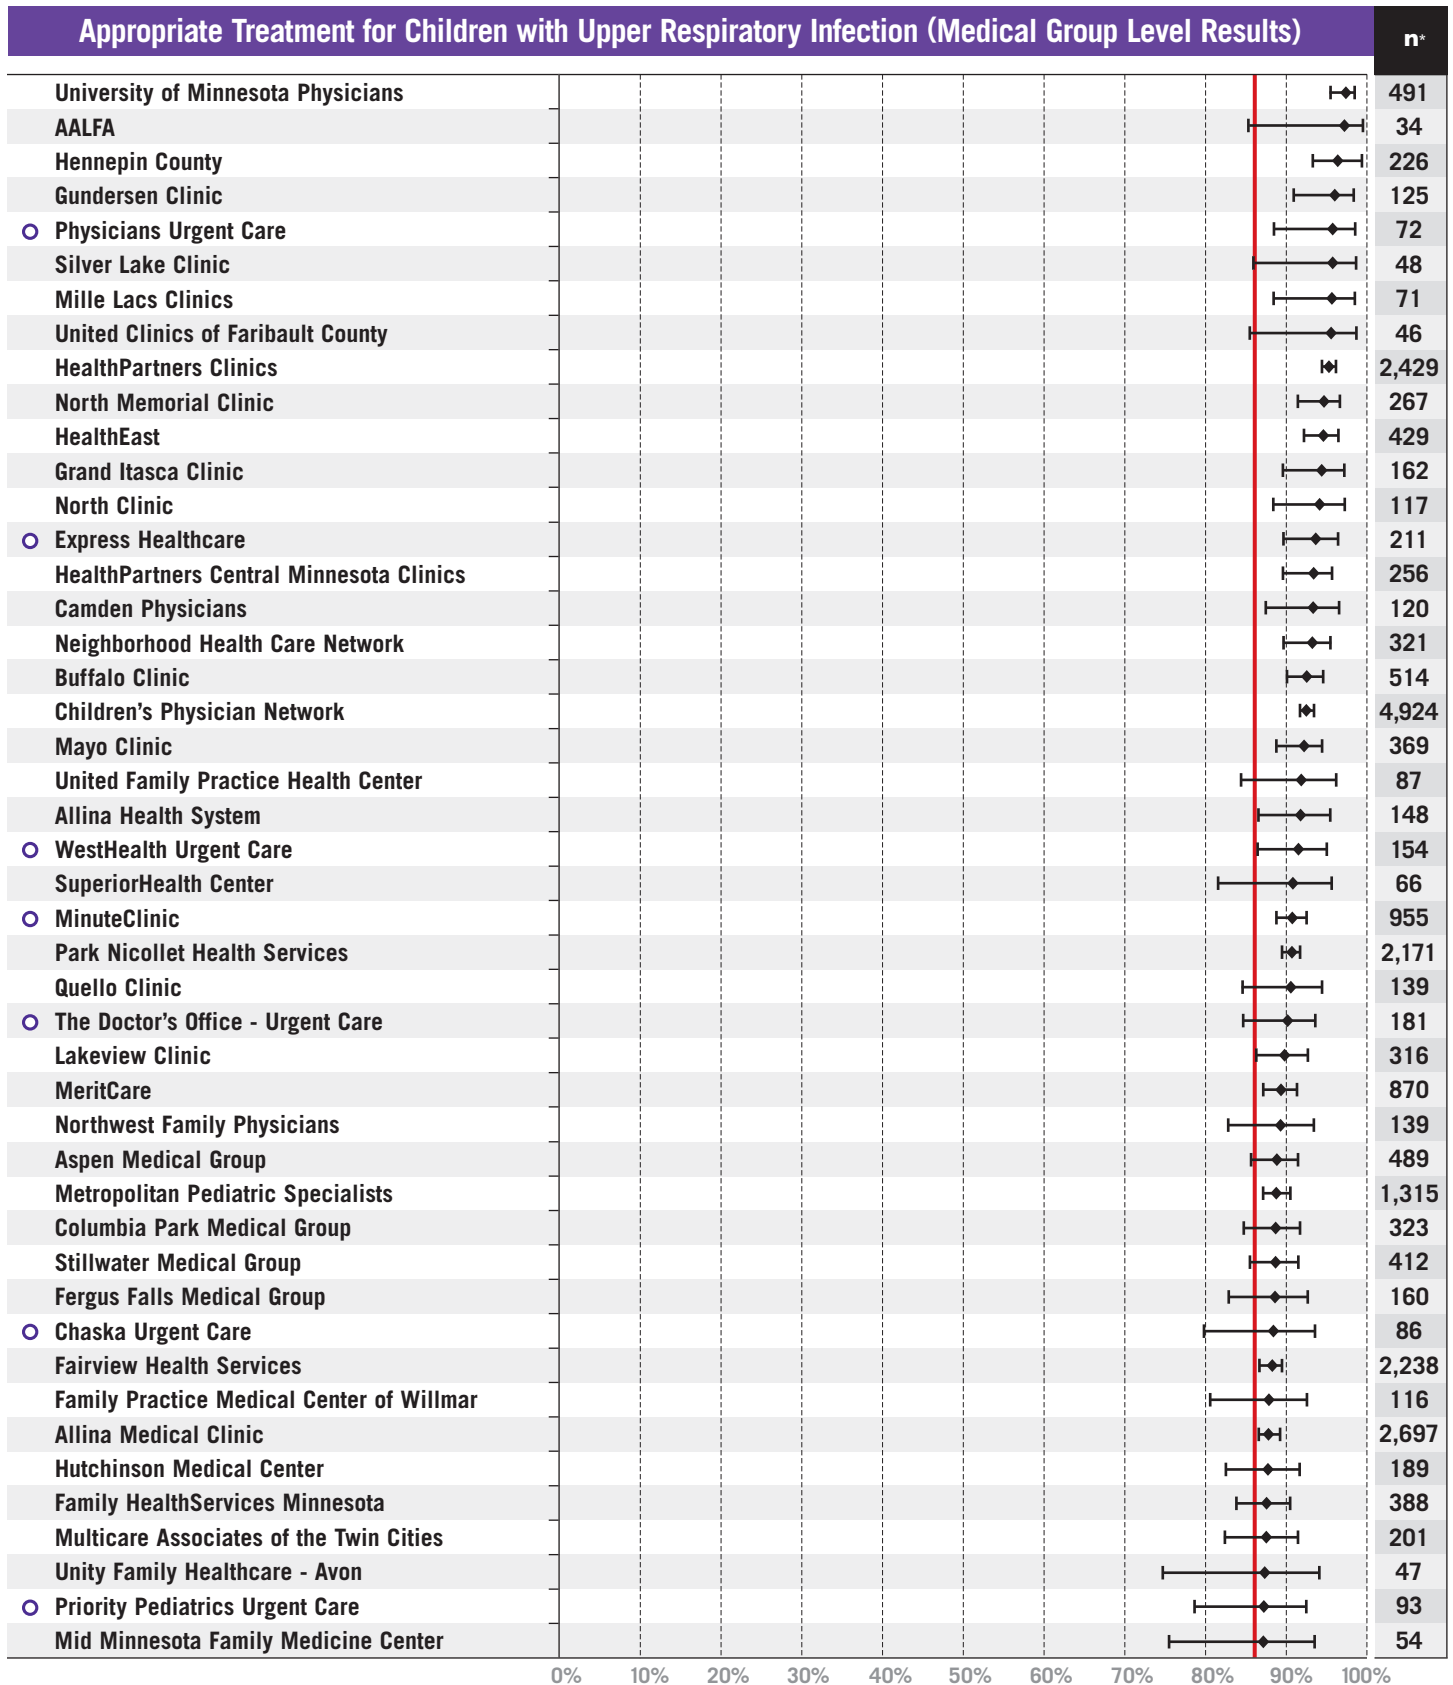 Appropriate Treatment for Children with Upper Respiratory Infection (Medical Group Level Results) n*
University of Minnesota Physicians 491
AALFA 34
Hennepin County 226
Gundersen Clinic 125
Physicians Urgent Care 72
Silver Lake Clinic 48
Mille Lacs Clinics 71
United Clinics of Faribault County 46
HealthPartners Clinics 2,429
North Memorial Clinic 267
HealthEast 429
Grand Itasca Clinic 162
North Clinic 117
Express Healthcare 211
HealthPartners Central Minnesota Clinics 256
Camden Physicians 120
Neighborhood Health Care Network 321
Buffalo Clinic 514
Children's Physician Network 4,924
Mayo Clinic 369
United Family Practice Health Center 87
Allina Health System 148
WestHealth Urgent Care 154
SuperiorHealth Center 66
MinuteClinic 955
Park Nicollet Health Services 2,171
Quello Clinic 139
The Doctor's Office - Urgent Care 181
Lakeview Clinic 316
MeritCare 870
Northwest Family Physicians 139
Aspen Medical Group 489
Metropolitan Pediatric Specialists 1,315
Columbia Park Medical Group 323
Stillwater Medical Group 412
Fergus Falls Medical Group 160
Chaska Urgent Care 86
Fairview Health Services 2,238
Family Practice Medical Center of Willmar 116
Allina Medical Clinic 2,697
Hutchinson Medical Center 189
Family HealthServices Minnesota 388
Multicare Associates of the Twin Cities 201
Unity Family Healthcare - Avon 47
Priority Pediatrics Urgent Care 93
Mid Minnesota Family Medicine Center 54
0% 10% 20% 30% 40% 50% 60% 70% 80% 90% 100%